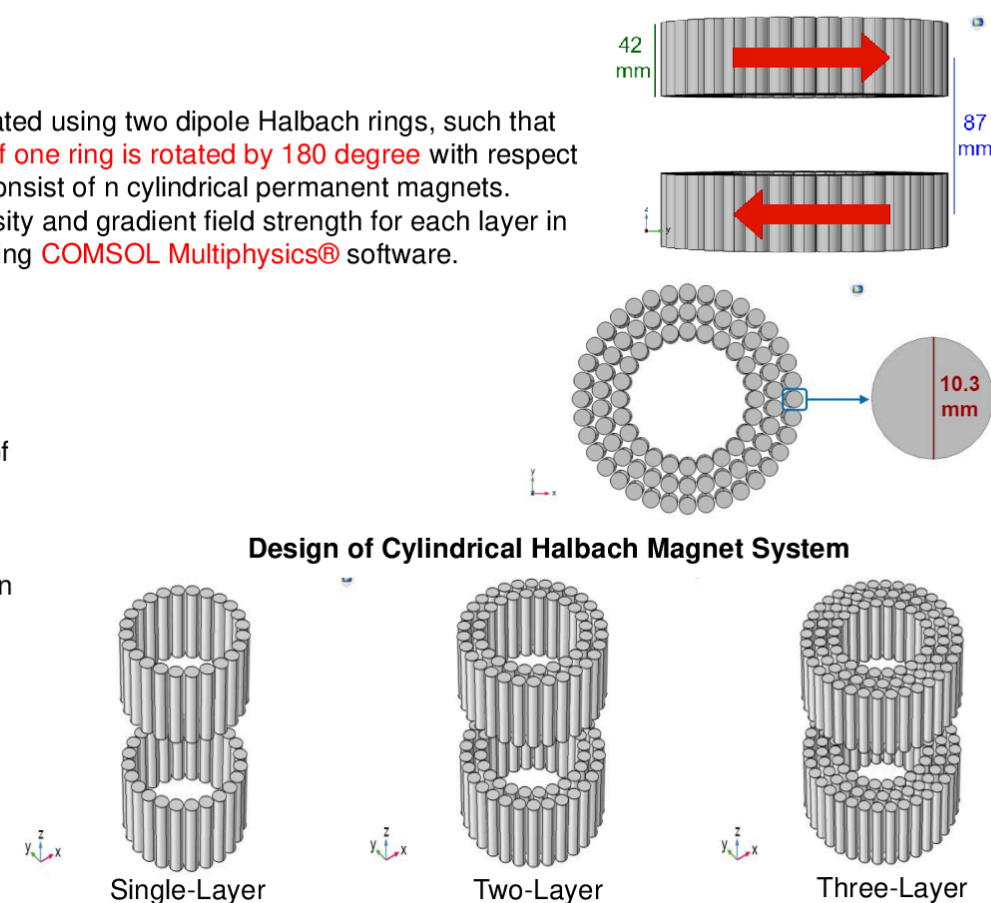 42
mm
87
mm
ated using two dipole Halbach rings, such that
f one ring is rotated by 180 degree with respect
onsist of n cylindrical permanent magnets.
sity and gradient field strength for each layer in
ing COMSOL Multiphysics® software.
z
y
10.3
mm
of
y
x
Design of Cylindrical Halbach Magnet System
n
z
y
x
z
y
x
z
y
x
Single-Layer
Two-Layer
Three-Layer